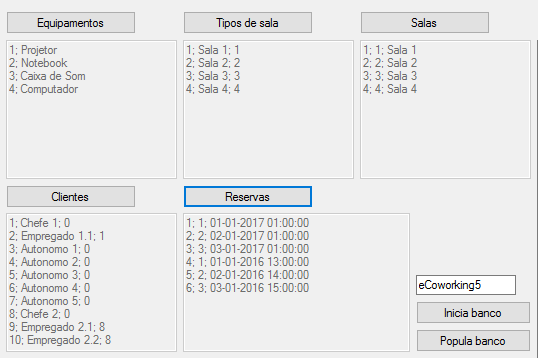 Equipamentos
Tipos de sala
Salas
1; Projetor
2; Notebook
3; Caixa de Som
4; Computador
1; Sala 1; 1
2; Sala 2; 2
3; Sala 3; 3
4; Sala 4; 4
1; 1; Sala 1
2; 2; Sala 2
3; 3; Sala 3
4; 4; Sala 4
Clientes
Reservas
1; Chefe 1; 0
2; Empregado 1.1; 1
3; Autonomo 1; 0
4; Autonomo 2; 0
5; Autonomo 3; 0
6; Autonomo 4; 0
7; Autonomo 5; 0
8; Chefe 2; 0
9; Empregado 2.1; 8
10; Empregado 2.2; 8
1; 1; 01-01-2017 01:00:00
2; 2; 02-01-2017 01:00:00
3; 3; 03-01-2017 01:00:00
4; 1; 01-01-2016 13:00:00
5; 2; 02-01-2016 14:00:00
6; 3; 03-01-2016 15:00:00
eCoworking5
Inicia banco
Popula banco